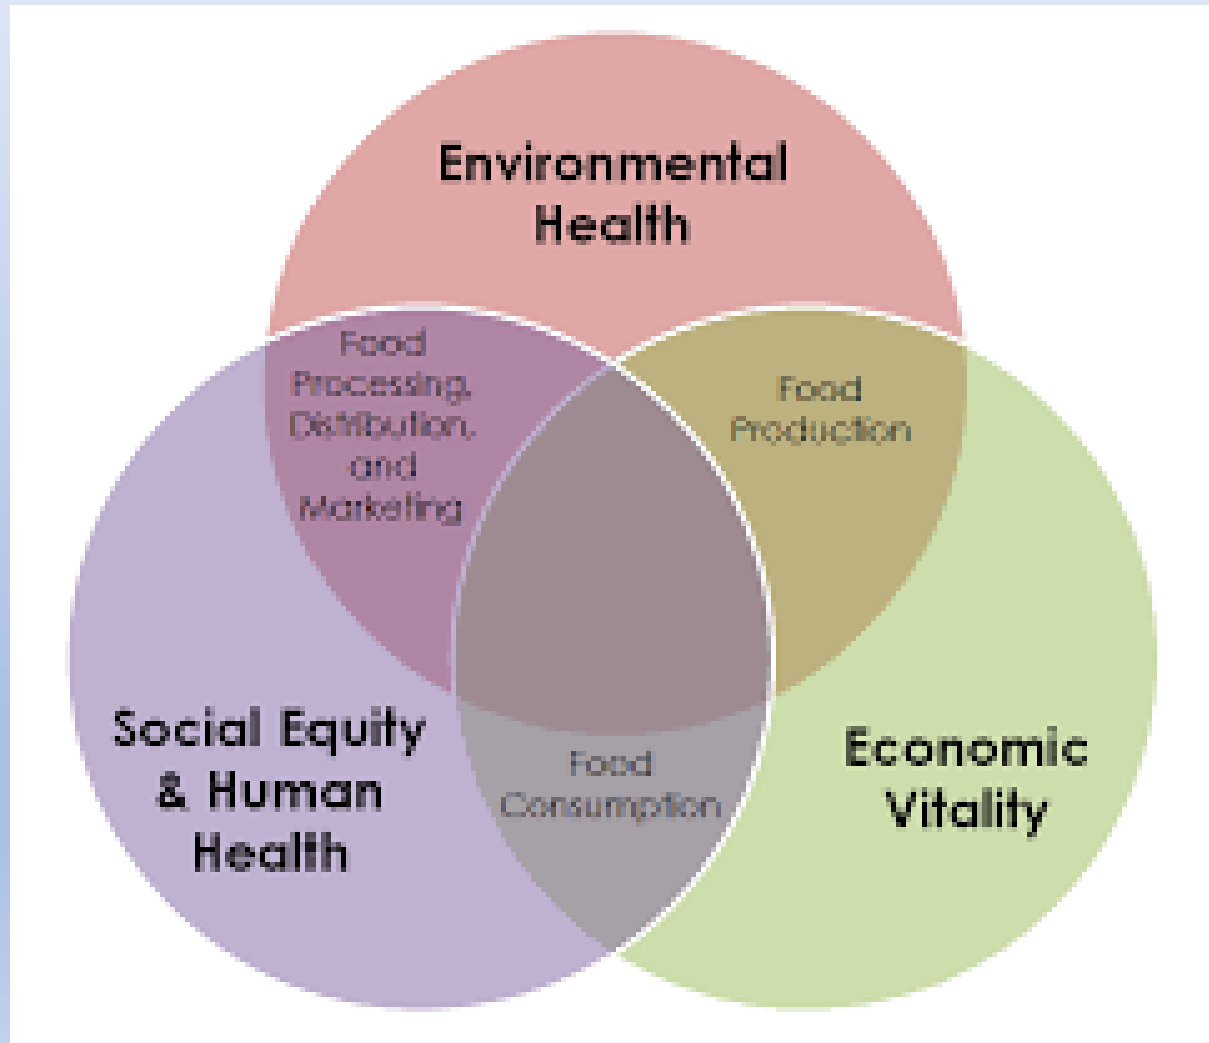 Environmental
Health
Food
Processing,
Distribution,
and
Marketing
Food
Production
Social Equity
& Human
Health
Food
Consumption
Economic
Vitality